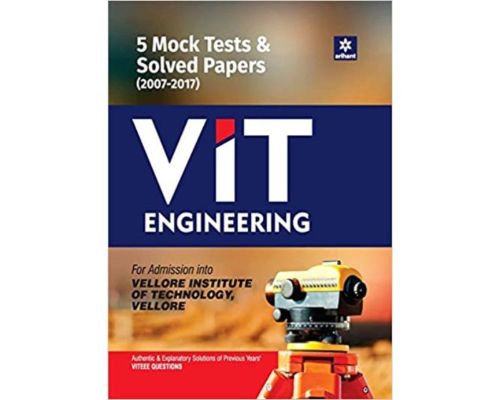 5 Mock Tests &
Solved Papers
(2007-2017)
arihant
ViT
ENGINEERING
For Admission into
VELLORE INSTITUTE
OF TECHNOLOGY,
VELLORE
Authentic & Explanatory Solutions of Previous Years'
VITEEE QUESTIONS